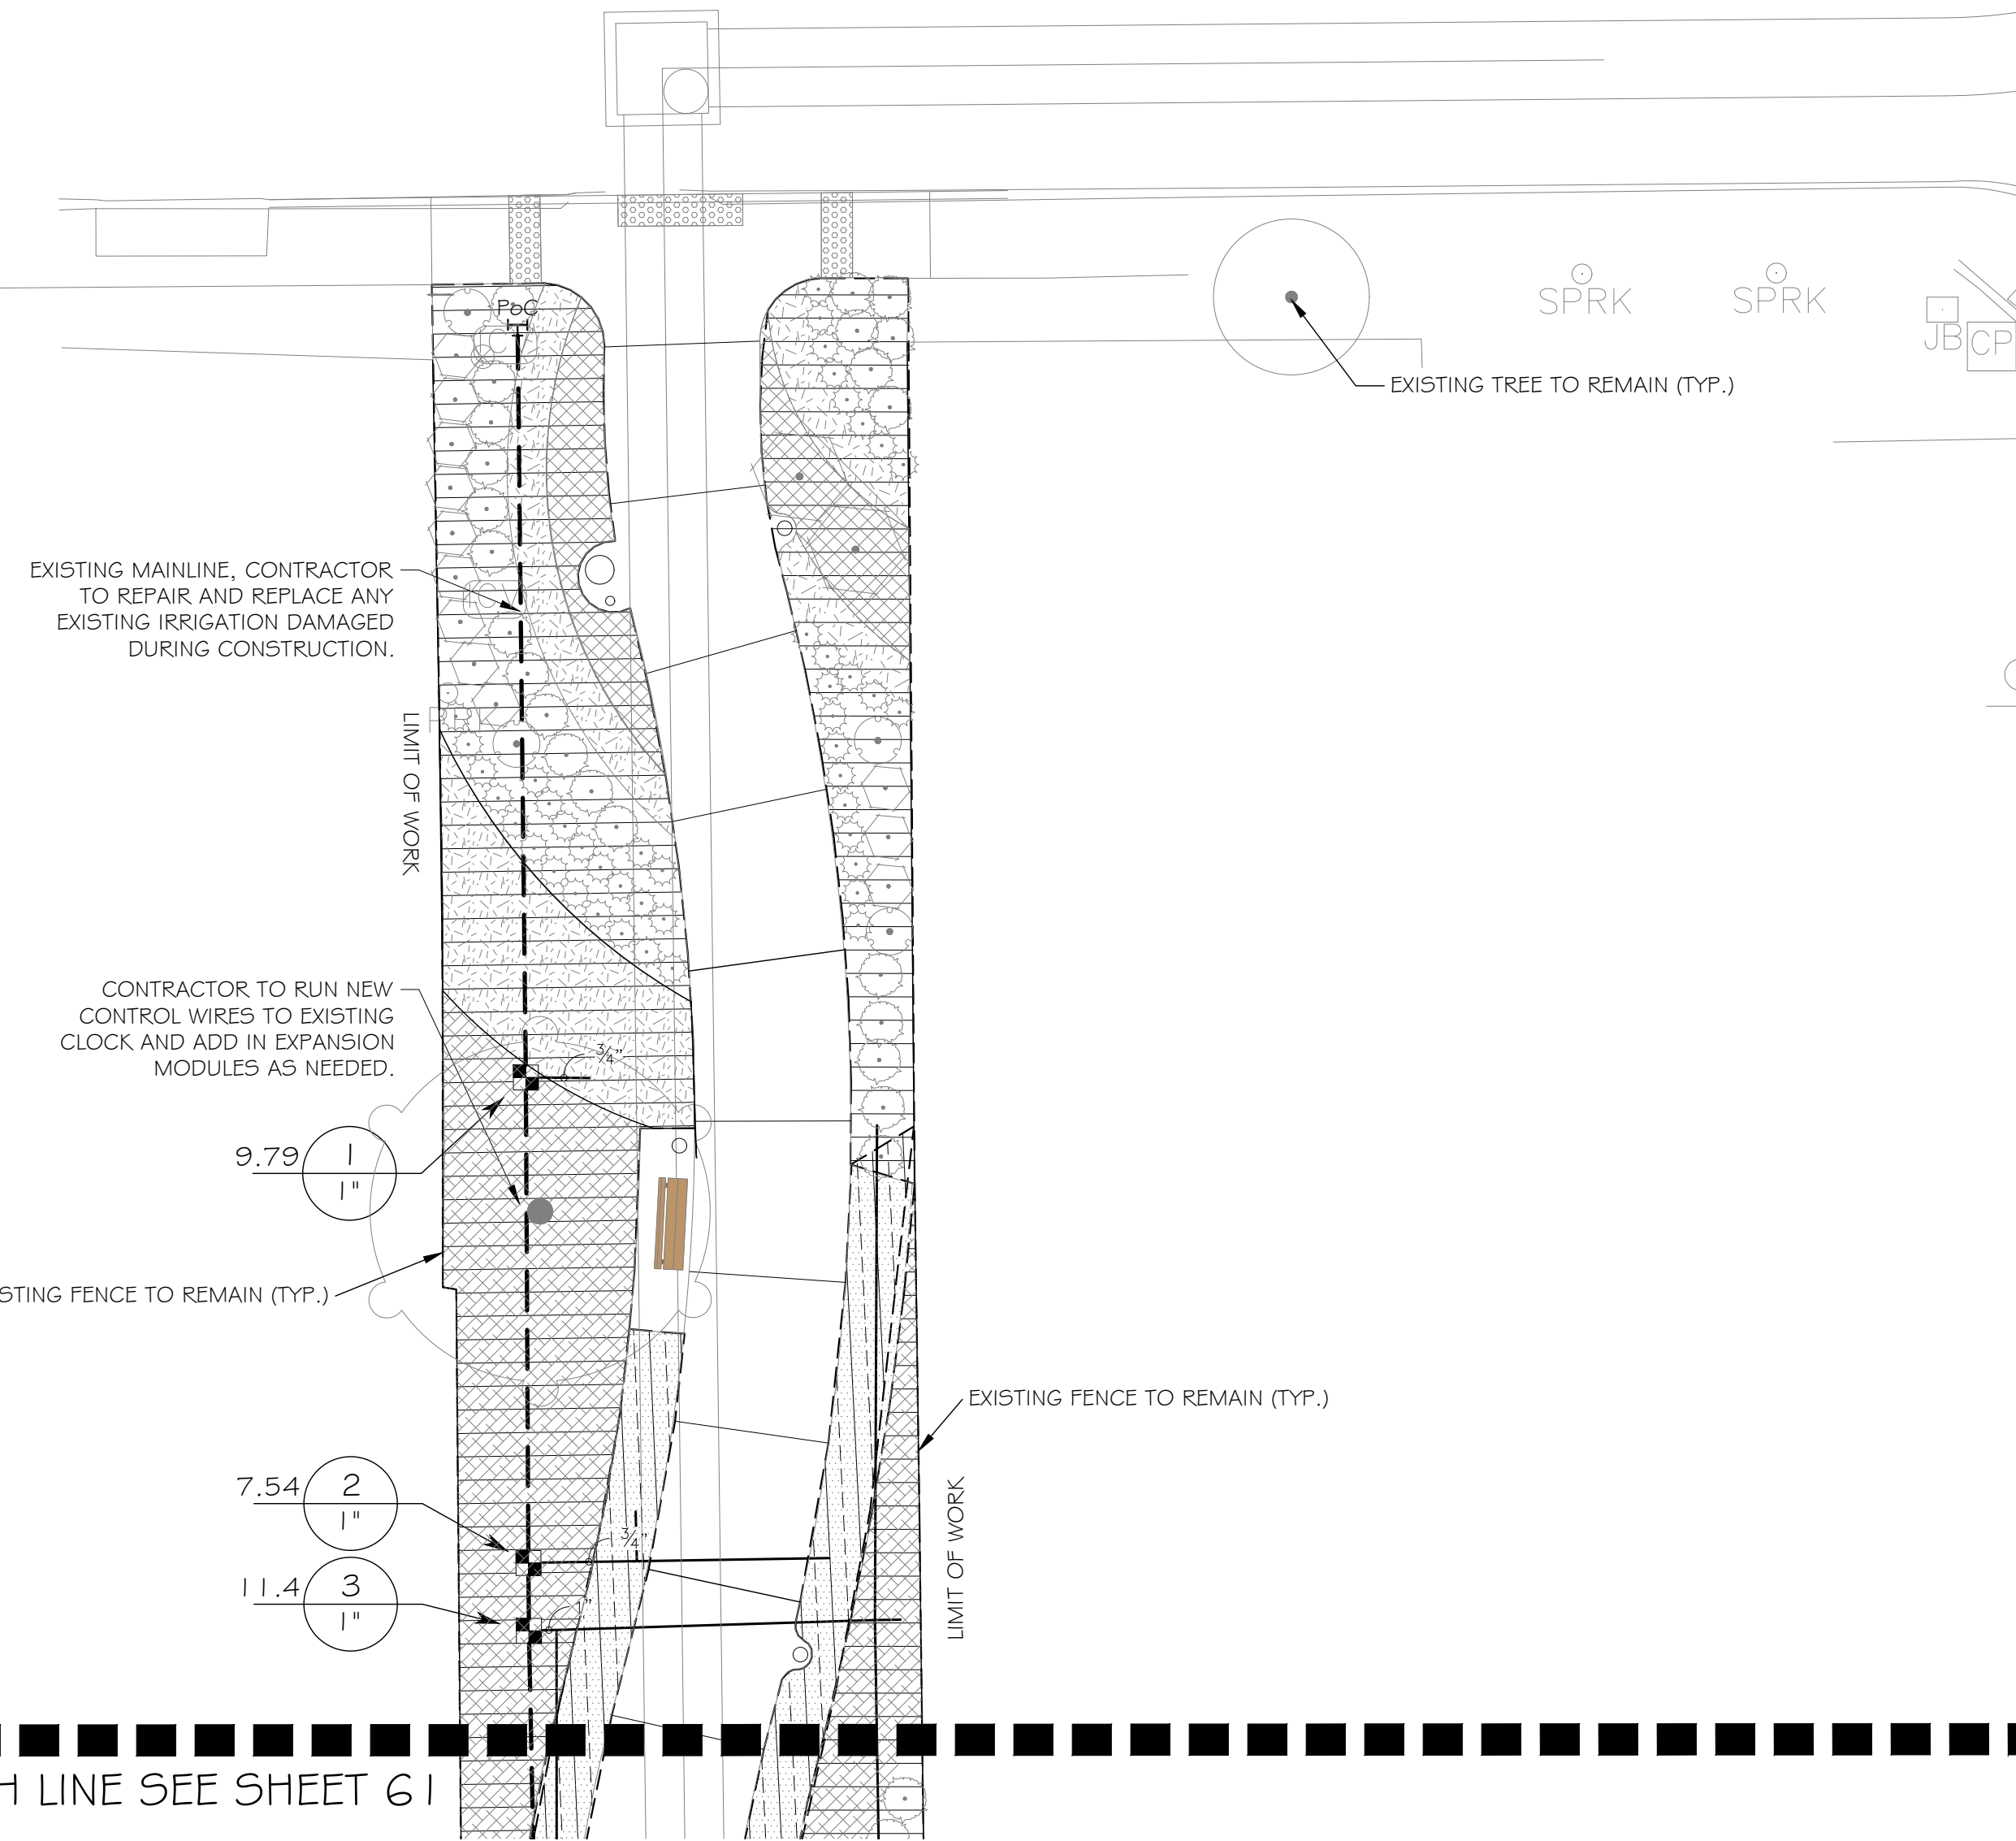 PoC
SPRK
SPRK
JB
CP
EXISTING TREE TO REMAIN (TYP.)
EXISTING MAINLINE, CONTRACTOR
TO REPAIR AND REPLACE ANY
EXISTING IRRIGATION DAMAGED
DURING CONSTRUCTION.
LIMIT OF WORK
CONTRACTOR TO RUN NEW
CONTROL WIRES TO EXISTING
CLOCK AND ADD IN EXPANSION
MODULES AS NEEDED.
3/4"
9.79
1
1"
STING FENCE TO REMAIN (TYP.)
EXISTING FENCE TO REMAIN (TYP.)
7.54
2
1"
3/4"
LIMIT OF WORK
11.4
3
1"
1"
H LINE SEE SHEET 61